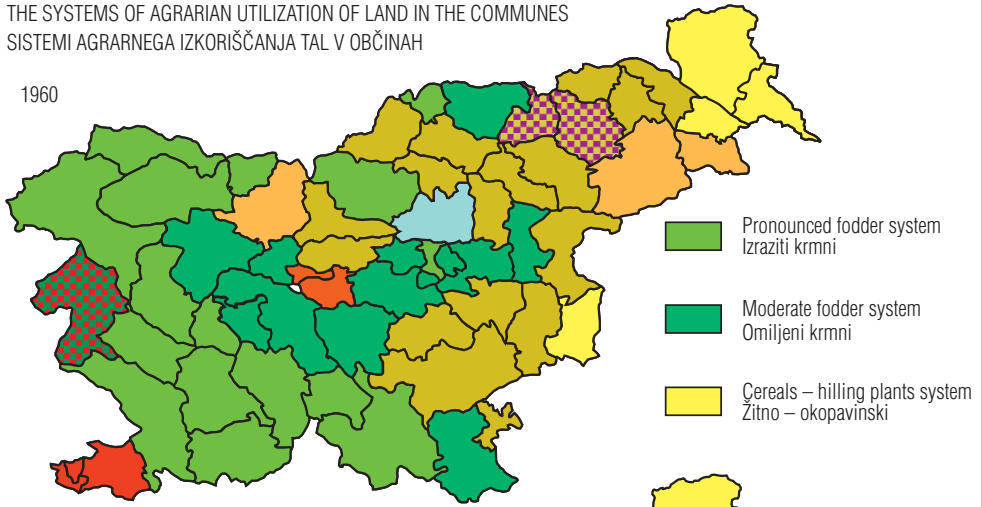 THE SYSTEMS OF AGRARIAN UTILIZATION OF LAND IN THE COMMUNES
SISTEMI AGRARNEGA IZKORIŠČANJA TAL V OBČINAH
1960
Pronounced fodder system
Izraziti krmni
Moderate fodder system
Omiljeni krmni
Cereals – hilling plants system
Žitno – okopavinski